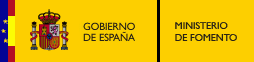 GOBIERNO
DE ESPAÑA
MINISTERIO
DE FOMENTO